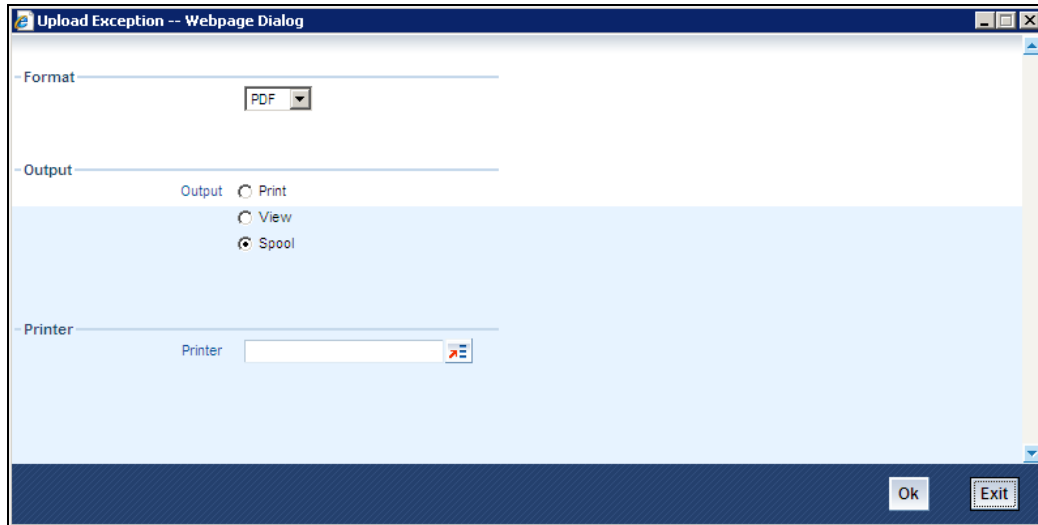 Upload Exception -- Webpage Dialog
Format
PDF
Output
Output Print
View
Spool
Printer
Printer
Ok Exit